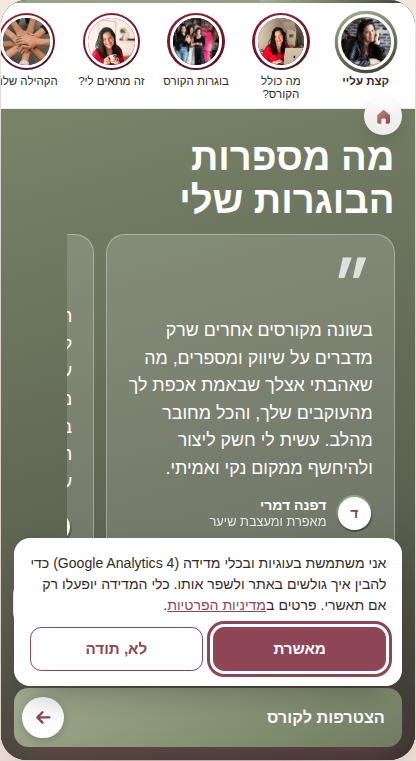 קצת עליי
מה כולל
הקורס?
בוגרות הקורס
זה מתאים לי?
הקהילה
מה מספרות
הבוגרות שלי
"
בשונה מקורסים אחרים שרק
מדברים על שיווק ומספרים, מה
שאהבתי אצלך שבאמת אכפת לך
מהעוקבים שלך, והכל מחובר
מהלב. עשית לי חשק ליצור
ולהיחשף ממקום נקי ואמיתי.
ד
דפנה דמרי
מאפרת ומעצבת שיער
אני משתמשת בעוגיות ובכלי מדידה (Google Analytics 4) כדי
להבין איך גולשים באתר ולשפר אותו. כלי המדידה יופעלו רק
אם תאשרי. פרטים במדיניות הפרטיות.
מאשרת
לא, תודה
הצטרפות לקורס